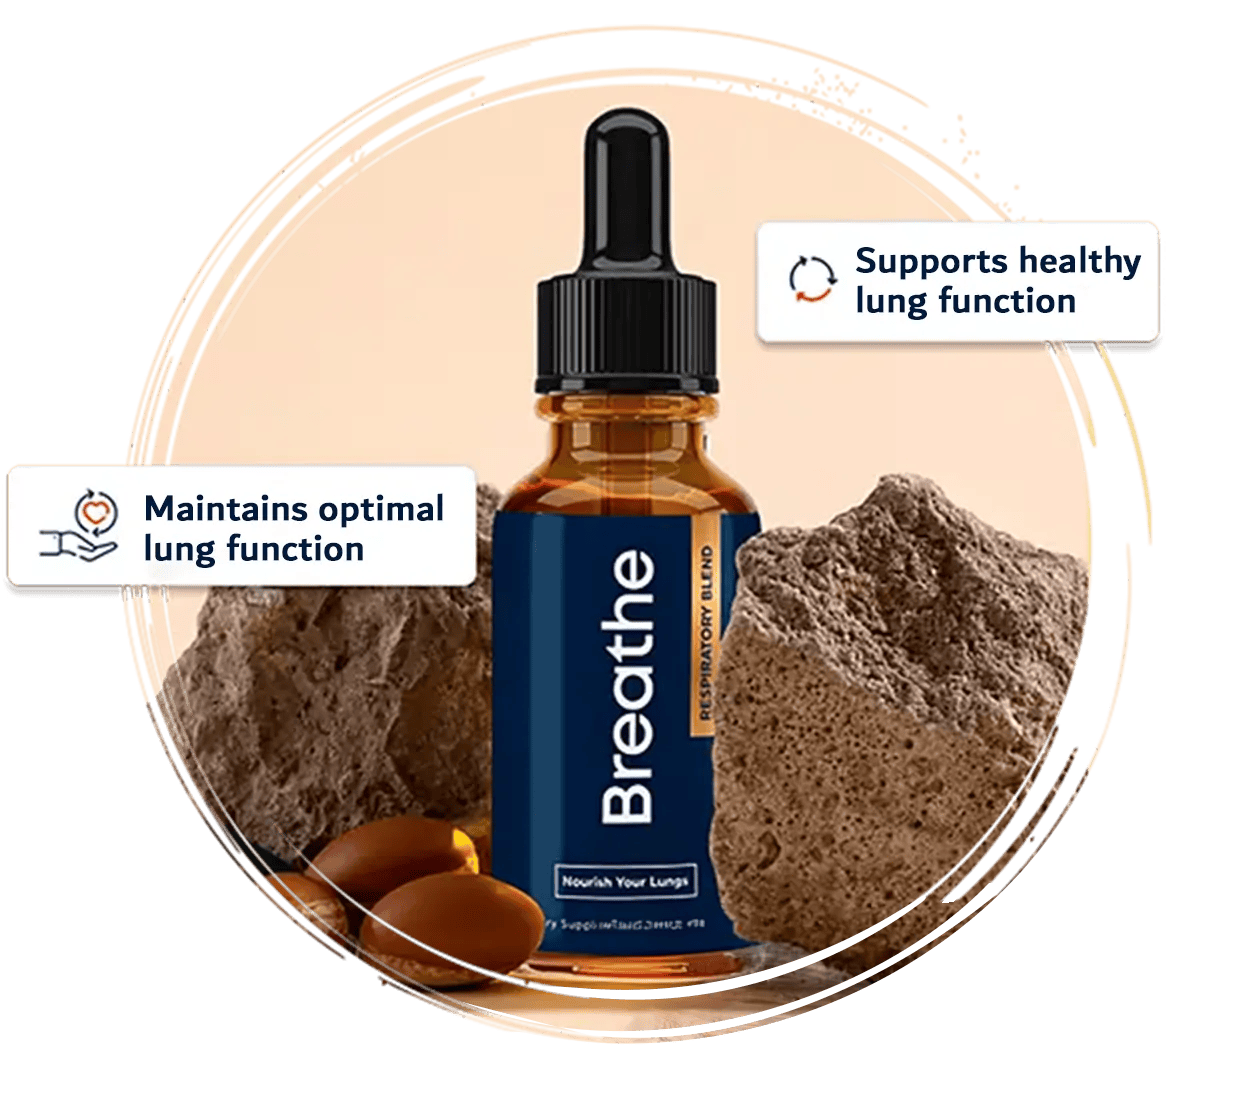 Supports healthy
lung function
Maintains optimal
lung function
Breathe
RESPIRATORY BLEND
Nourish Your Lungs